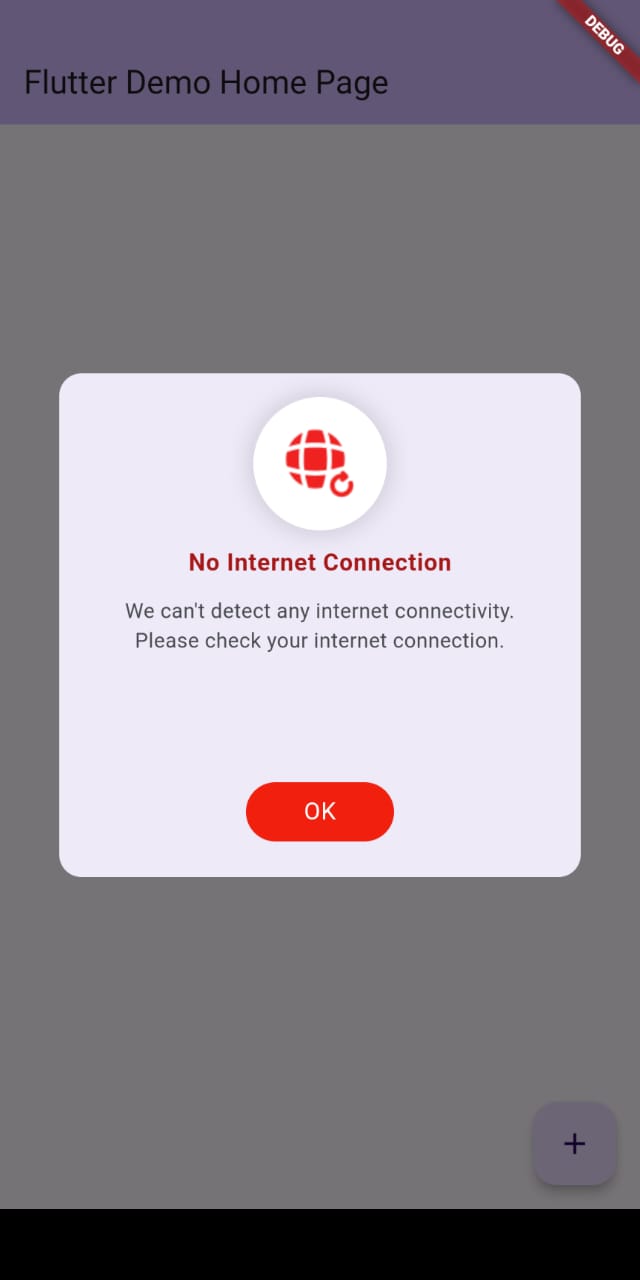 DEBUG
Flutter Demo Home Page
No Internet Connection
We can't detect any internet connectivity.
Please check your internet connection.
OK